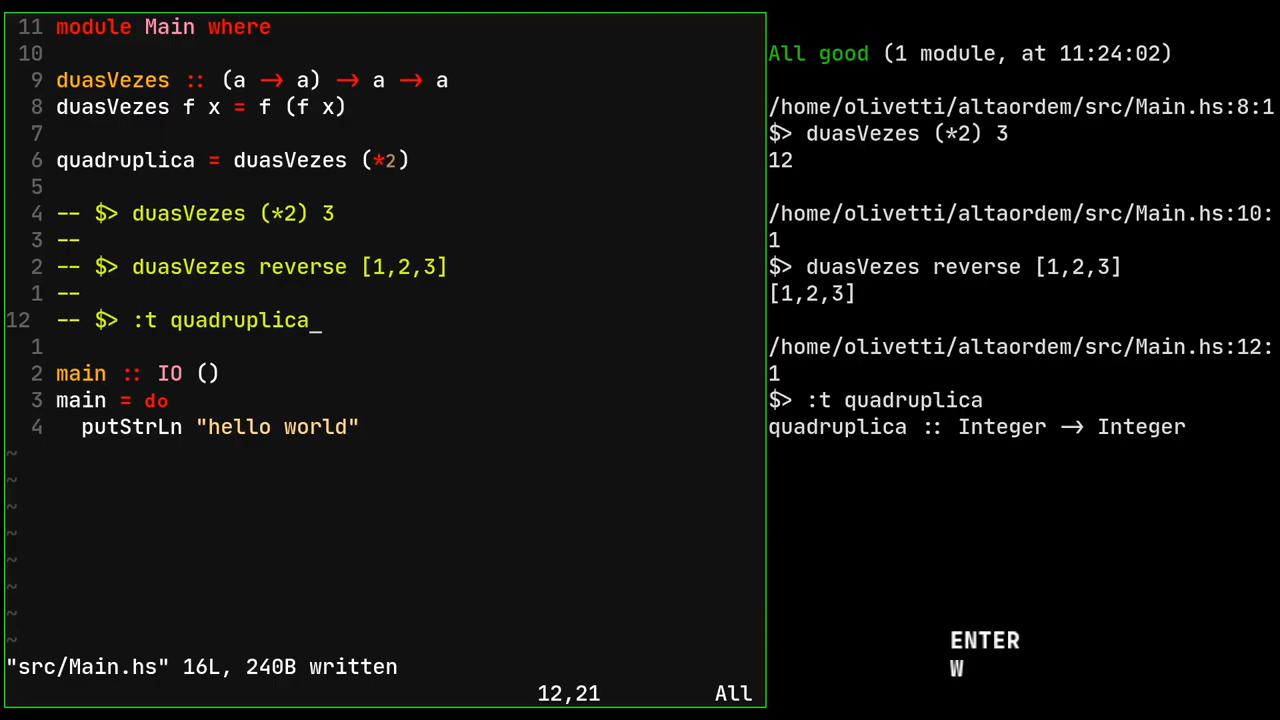 11 module Main where
10
9 duasVezes :: (a -> a) -> a -> a
8 duasVezes f x = f (f x)
7
6 quadruplica = duasVezes (*2)
5
4 -- $> duasVezes (*2) 3
3 --
2 -- $> duasVezes reverse [1,2,3]
1 --
12 -- $> :t quadruplica_
1
2 main :: IO ()
3 main = do
4 putStrLn "hello world"
~
~
~
~
~
~
~
~
"src/Main.hs" 16L, 240B written
12,21 All
All good (1 module, at 11:24:02)
/home/olivetti/altaordem/src/Main.hs:8:1
$> duasVezes (*2) 3
12
/home/olivetti/altaordem/src/Main.hs:10:
1
$> duasVezes reverse [1,2,3]
[1,2,3]
/home/olivetti/altaordem/src/Main.hs:12:
1
$> :t quadruplica
quadruplica :: Integer -> Integer
ENTER
W